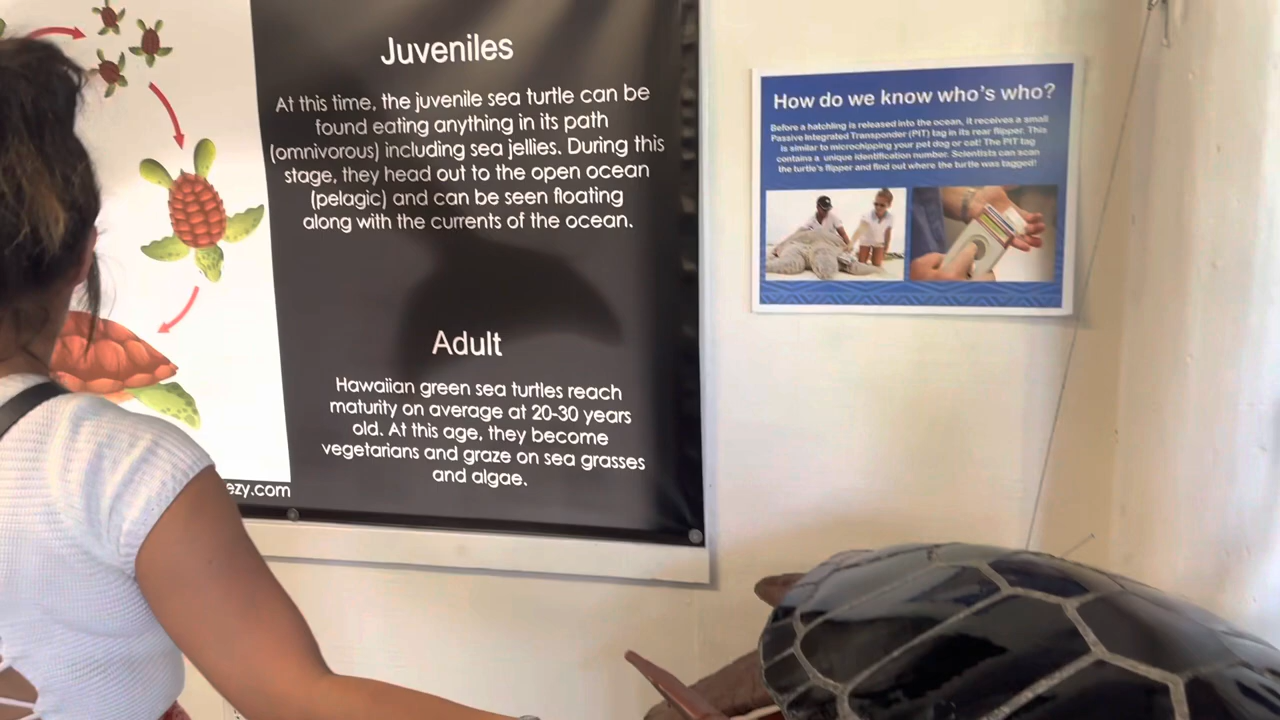 Juveniles
At this time, the juvenile sea turtle can be
found eating anything in its path
(omnivorous) including sea jellies. During this
stage, they head out to the open ocean
(pelagic) and can be seen floating
along with the currents of the ocean.
Adult
Hawaiian green sea turtles reach
maturity on average at 20-30 years
old. At this age, they become
vegetarians and graze on sea grasses
and algae.
ezy.com
How do we know who's who?
Before a hatchling is released into the ocean, it receives a small
Passive Integrated Transponder (PIT) tag in its rear flipper. This
is similar to microchipping your pet dog or cat! The PIT tag
contains a unique identification number. Scientists can scan
the turtle's flipper and find out where the turtle was tagged!